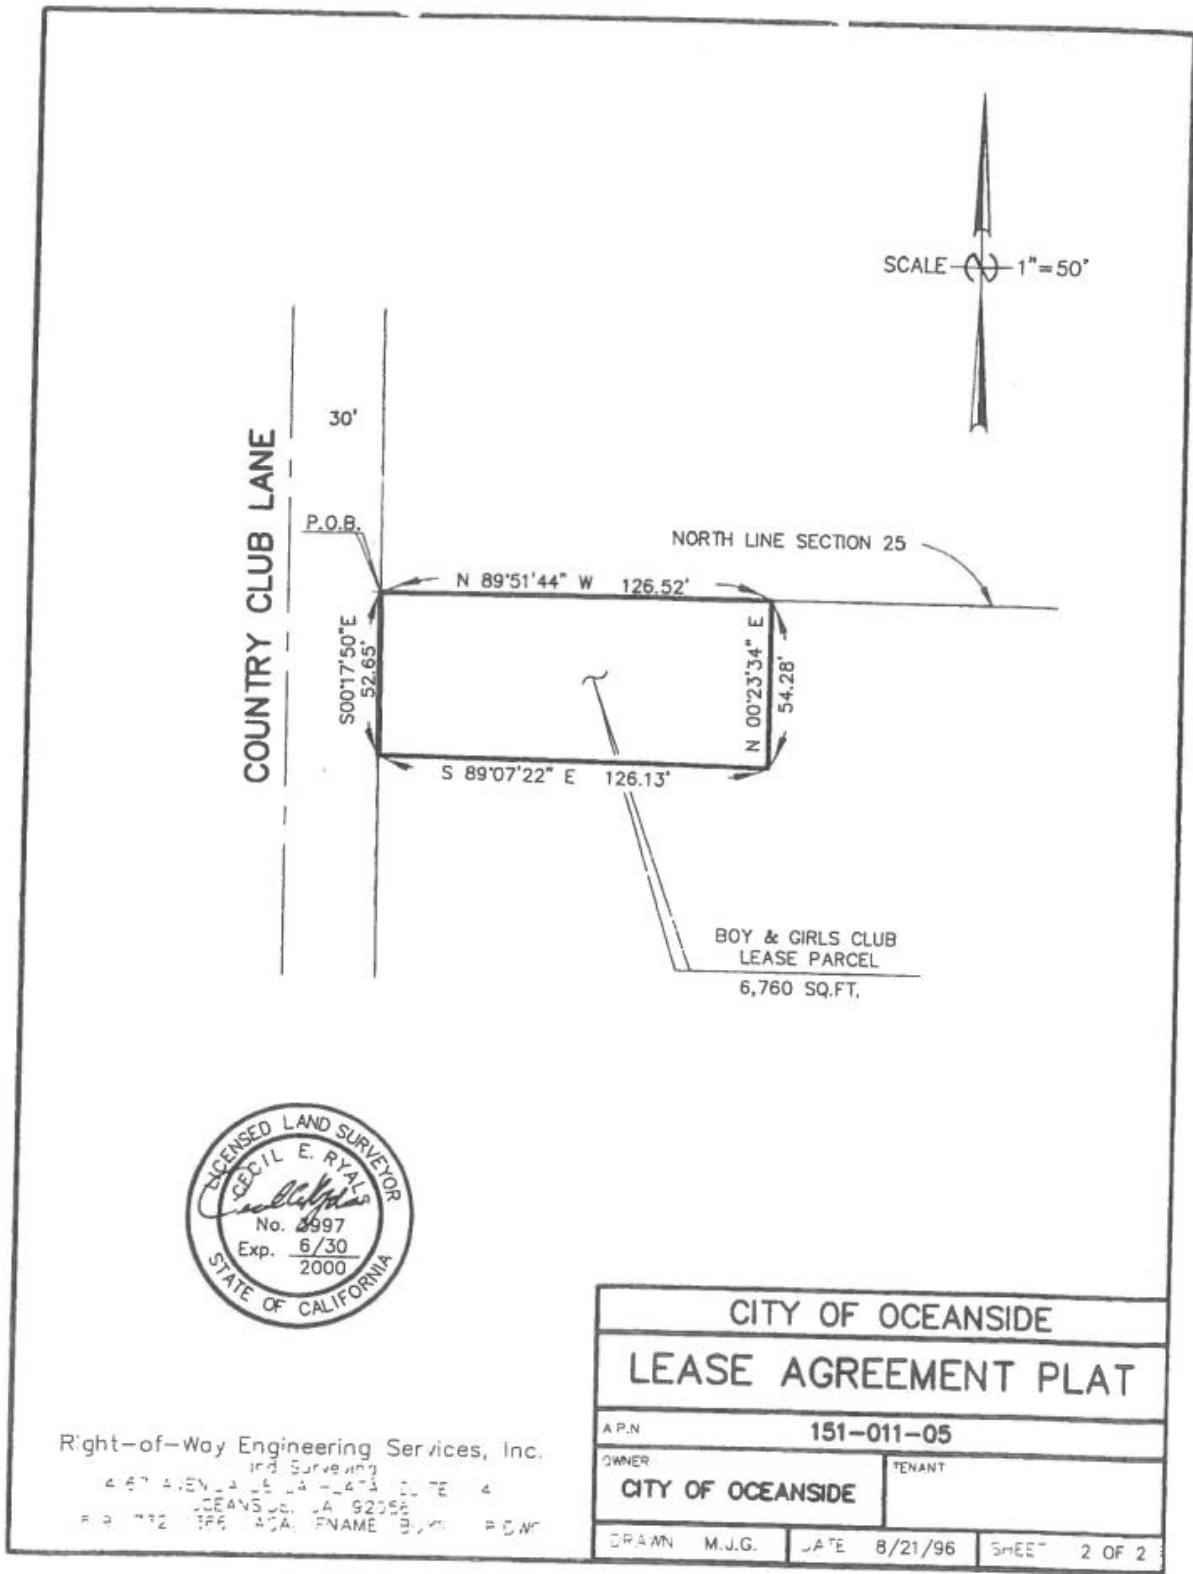 SCALE 1"=50'
30'
COUNTRY CLUB LANE
P.O.B.
NORTH LINE SECTION 25
N 89°51'44" W 126.52'
S00°17'50"E
52.65'
N 00°23'34" E
54.28'
S 89°07'22" E 126.13'
BOY & GIRLS CLUB
LEASE PARCEL
6,760 SQ.FT.
LICENSED LAND SURVEYOR
CECIL E. RYALS
No. 3997
Exp. 6/30
2000
STATE OF CALIFORNIA
CITY OF OCEANSIDE
LEASE AGREEMENT PLAT
A.P.N. 151-011-05
OWNER
CITY OF OCEANSIDE
TENANT
DRAWN M.J.G. DATE 8/21/96 SHEET 2 OF 2
Right-of-Way Engineering Services, Inc.
Surveying